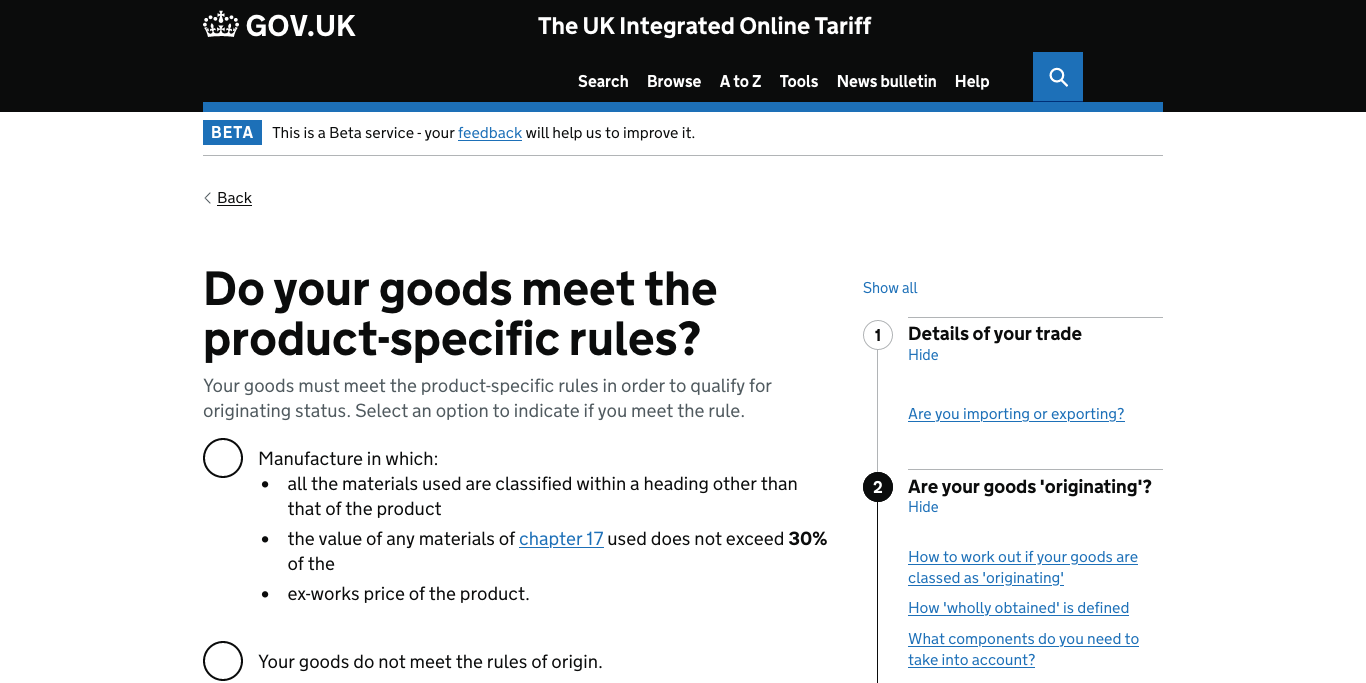 GOV.UK
The UK Integrated Online Tariff
Search Browse A to Z Tools News bulletin Help
BETA This is a Beta service - your feedback will help us to improve it.
Back
Do your goods meet the
product-specific rules?
Your goods must meet the product-specific rules in order to qualify for
originating status. Select an option to indicate if you meet the rule.
Manufacture in which:
• all the materials used are classified within a heading other than
that of the product
• the value of any materials of chapter 17 used does not exceed 30%
of the
• ex-works price of the product.
Your goods do not meet the rules of origin.
Show all
1 Details of your trade
Hide
Are you importing or exporting?
2 Are your goods 'originating'?
Hide
How to work out if your goods are
classed as 'originating'
How 'wholly obtained' is defined
What components do you need to
take into account?